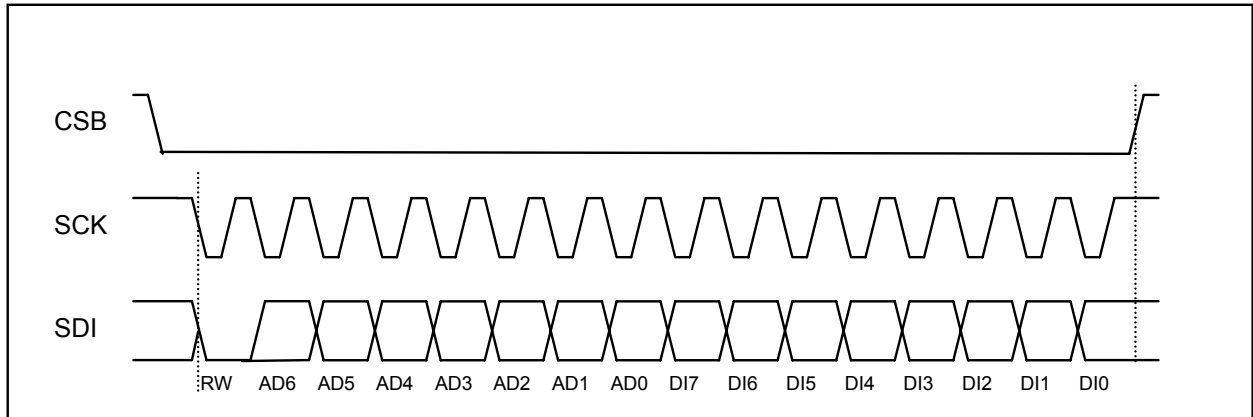 CSB
SCK
SDI
RW AD6 AD5 AD4 AD3 AD2 AD1 AD0 DI7 DI6 DI5 DI4 DI3 DI2 DI1 DI0